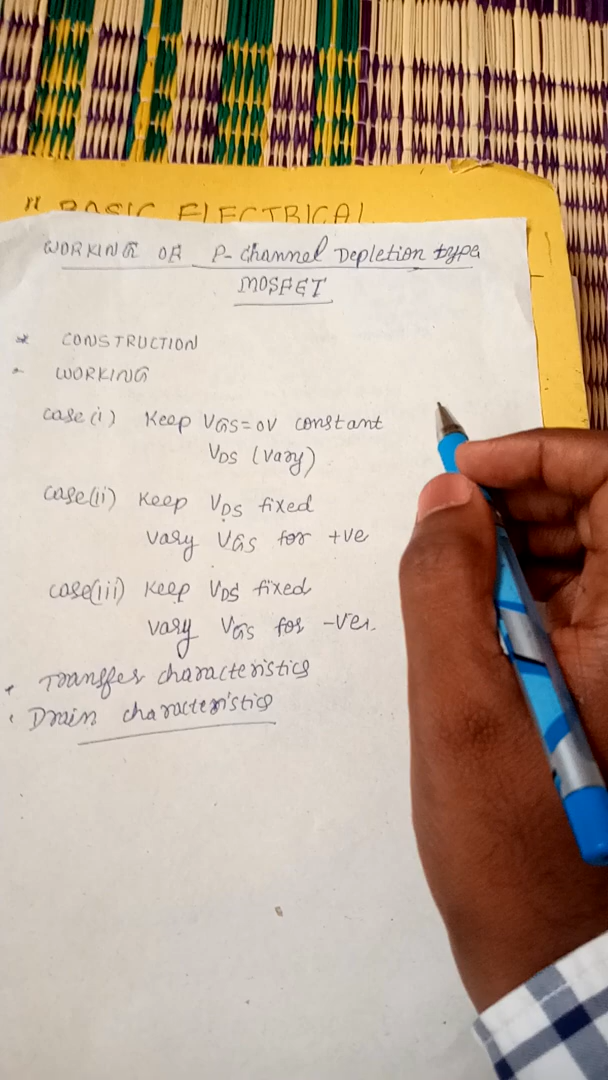 " BASIC ELECTRICAL
WORKING OF P-channel Depletion type
MOSFET
* CONSTRUCTION
- WORKING
case(i) Keep VGS=0V constant
VDS (vary)
case(ii) Keep VDS fixed
vary VGS for +ve
case(iii) Keep VDS fixed
vary VGS for -ve.
Transfer characteristics
Drain characteristics